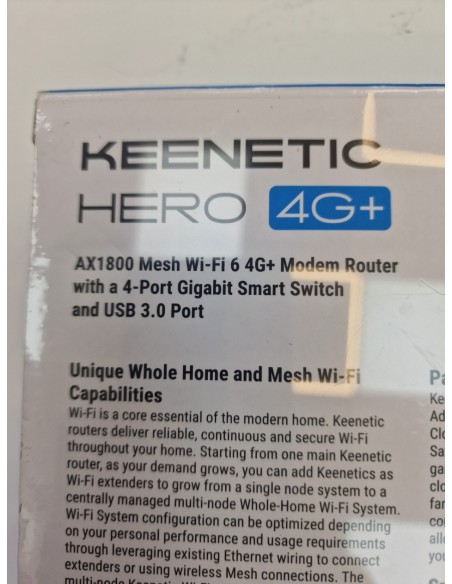 KEENETIC
HERO 4G+
AX1800 Mesh Wi-Fi 6 4G+ Modem Router
with a 4-Port Gigabit Smart Switch
and USB 3.0 Port
Unique Whole Home and Mesh Wi-Fi
Capabilities
Wi-Fi is a core essential of the modern home. Keenetic
routers deliver reliable, continuous and secure Wi-Fi
throughout your home. Starting from one main Keenetic
router, as your demand grows, you can add Keenetics as
Wi-Fi extenders to grow from a single node system to a
centrally managed multi-node Whole-Home Wi-Fi System.
Wi-Fi System configuration can be optimized depending
on your personal performance and usage requirements
through leveraging existing Ethernet wiring to connect
extenders or using wireless Mesh connections. The